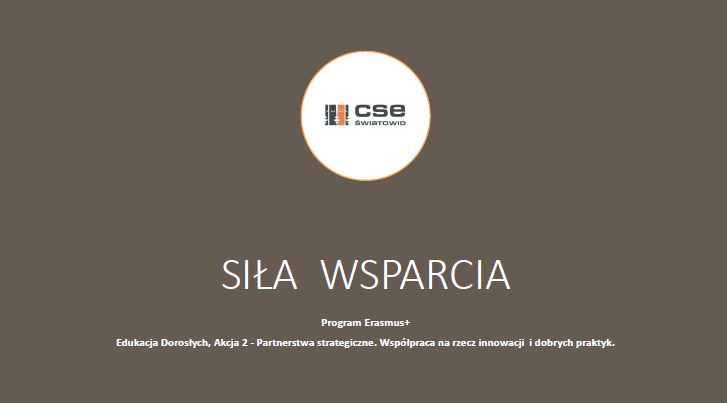 cse
ŚWIATOWID
SIŁA WSPARCIA
Program Erasmus+
Edukacja Dorosłych, Akcja 2 - Partnerstwa strategiczne. Współpraca na rzecz innowacji i dobrych praktyk.